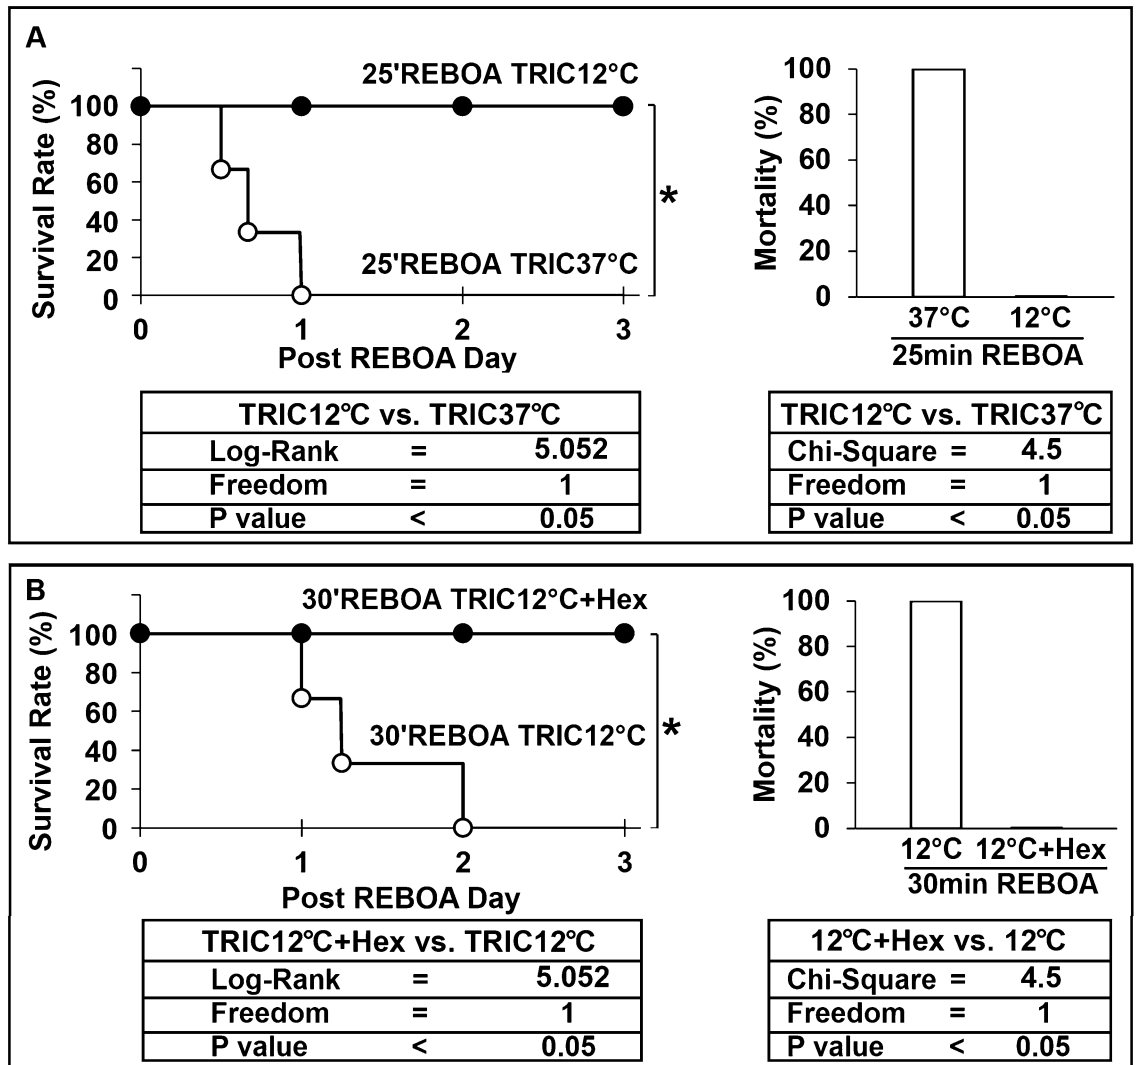 A
25'REBOA TRIC12°C
Survival Rate (%)
100
80
60
40
20
0
*
25'REBOA TRIC37°C
0 1 2 3
Post REBOA Day
Mortality (%)
100
80
60
40
20
0
37°C 12°C
25min REBOA
TRIC12℃ vs. TRIC37℃
Log-Rank = 5.052
Freedom = 1
P value < 0.05
TRIC12℃ vs. TRIC37℃
Chi-Square = 4.5
Freedom = 1
P value < 0.05
B
30'REBOA TRIC12°C+Hex
Survival Rate (%)
100
80
60
40
20
0
30'REBOA TRIC12°C
*
0 1 2 3
Post REBOA Day
Mortality (%)
100
80
60
40
20
0
12°C 12°C+Hex
30min REBOA
TRIC12℃+Hex vs. TRIC12℃
Log-Rank = 5.052
Freedom = 1
P value < 0.05
12℃+Hex vs. 12℃
Chi-Square = 4.5
Freedom = 1
P value < 0.05